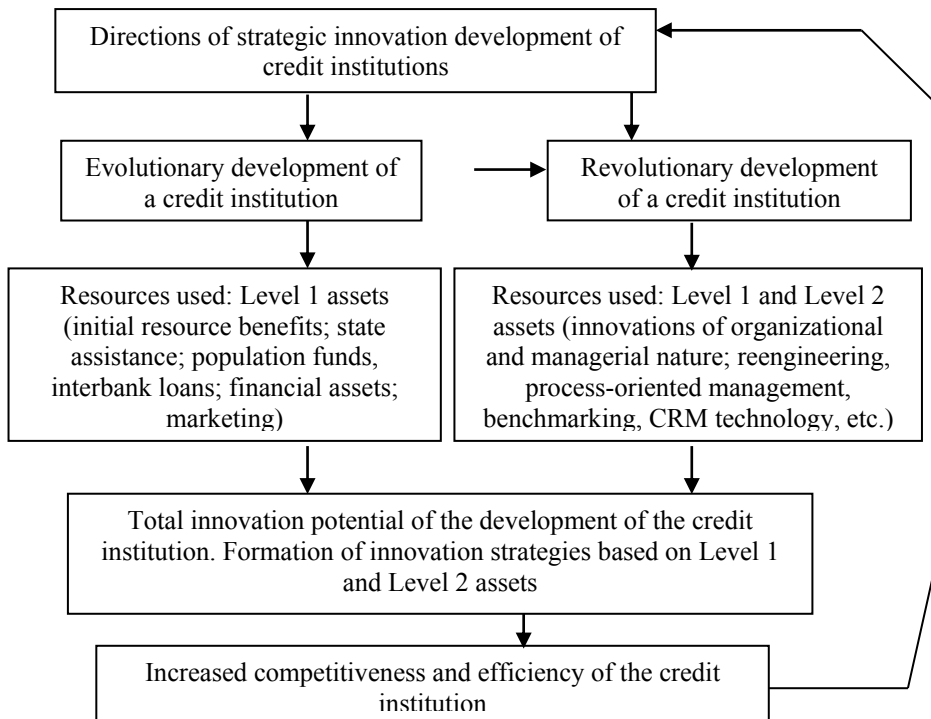 Directions of strategic innovation development of
credit institutions
Evolutionary development of
a credit institution
Revolutionary development
of a credit institution
Resources used: Level 1 assets
(initial resource benefits; state
assistance; population funds,
interbank loans; financial assets;
marketing)
Resources used: Level 1 and Level 2
assets (innovations of organizational
and managerial nature; reengineering,
process-oriented management,
benchmarking, CRM technology, etc.)
Total innovation potential of the development of the credit
institution. Formation of innovation strategies based on Level 1
and Level 2 assets
Increased competitiveness and efficiency of the credit
institution